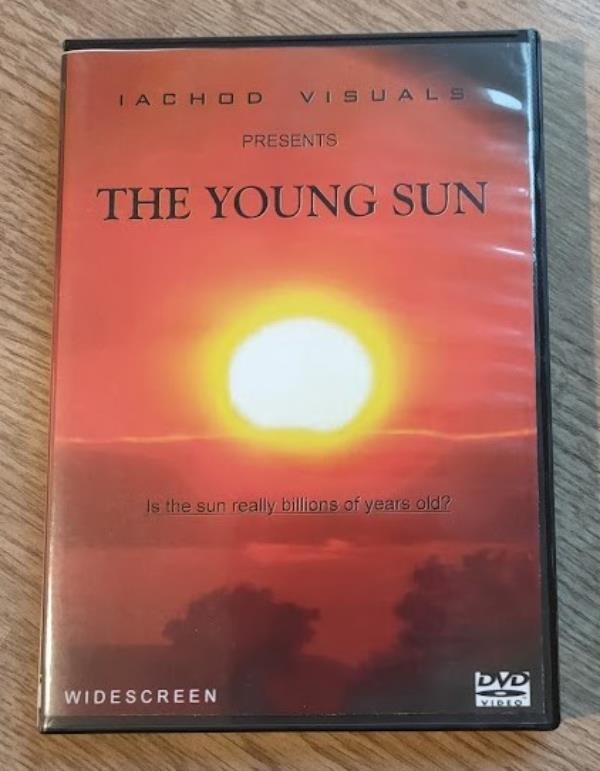 IACHOD VISUALS
PRESENTS
THE YOUNG SUN
Is the sun really billions of years old?
WIDESCREEN
DVD
VIDEO